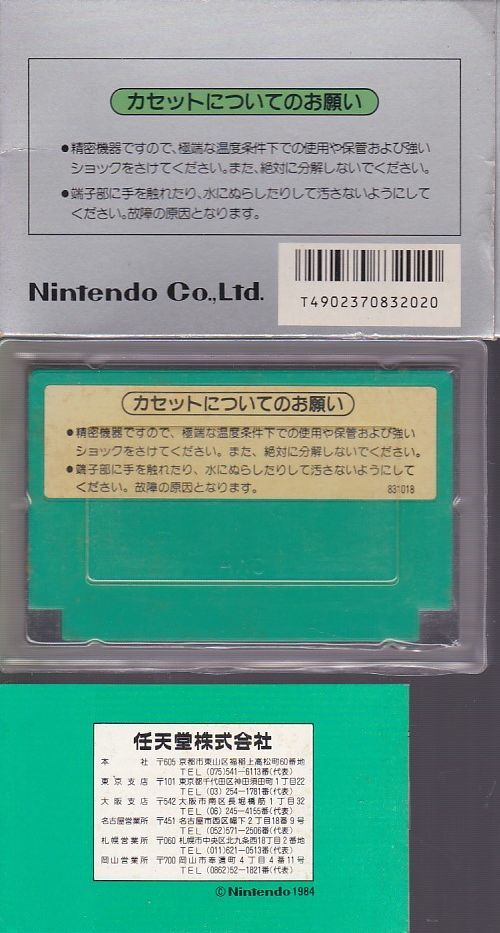 カセットについてのお願い
●精密機器ですので、極端な温度条件下での使用や保管および強い
ショックをさけてください。また、絶対に分解しないでください。
●端子部に手を触れたり、水にぬらしたりして汚さないようにして
ください。故障の原因となります。
Nintendo Co.,Ltd.
T4902370832020
カセットについてのお願い
●精密機器ですので、極端な温度条件下での使用や保管および強い
ショックをさけてください。また、絶対に分解しないでください。
●端子部に手を触れたり、水にぬらしたりして汚さないようにして
ください。故障の原因となります。
831018
任天堂株式会社
本社 〒605 京都市東山区福稲上高松町60番地
TEL (075)541-6113番(代表)
東京支店 〒101 東京都千代田区神田須田町1丁目22
TEL (03) 254-1781番(代表)
大阪支店 〒542 大阪市南区長堀橋筋1丁目32
TEL (06) 245-4155番(代表)
名古屋営業所 〒451 名古屋市西区幅下2丁目18番9号
TEL (052)571-2506番(代表)
札幌営業所 〒060 札幌市中央区北九条西18丁目2番地
TEL (011)621-0513番(代表)
岡山営業所 〒700 岡山市奉還町4丁目4番11号
TEL (0862)52-1821番(代表)
©Nintendo 1984